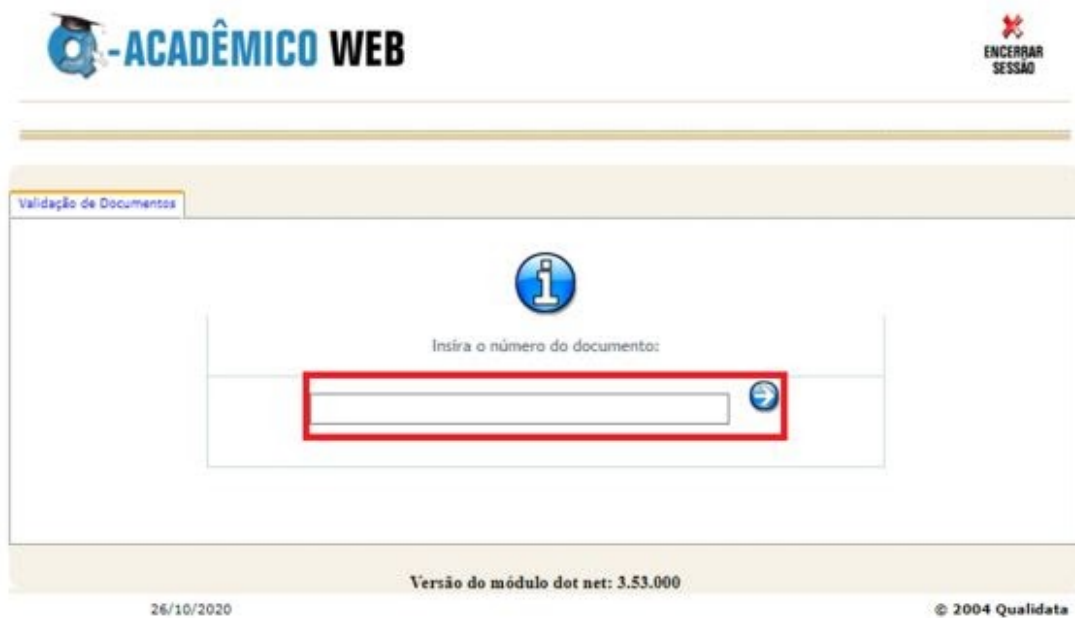 Q-ACADÊMICO WEB
ENCERRAR
SESSÃO
Validação de Documentos
Insira o número do documento:
Versão do módulo dot net: 3.53.000
26/10/2020
© 2004 Qualidata